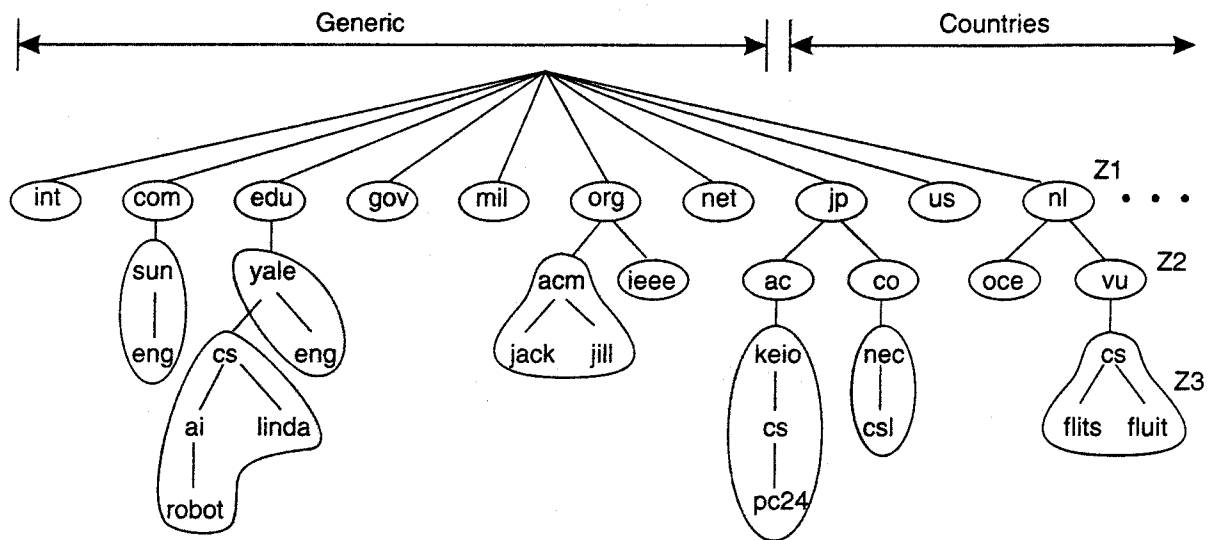 Generic Countries
int com edu gov mil org net jp us nl Z1 • • •
sun yale acm ieee ac co oce vu Z2
eng cs eng jack jill keio nec cs Z3
ai linda cs csl flits fluit
robot pc24